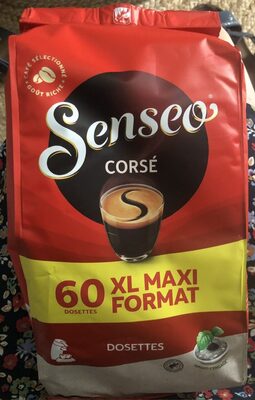 CAFÉ SÉLECTIONNÉ
GOÛT RICHE
Senseo
CORSÉ
60 XL MAXI
DOSETTES FORMAT
DOSETTES